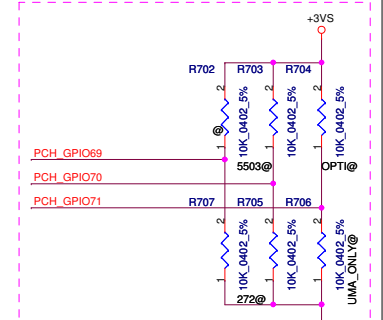 +3VS
R702 R703 R704
2 2 2
10K_0402_5% 10K_0402_5% 10K_0402_5%
@
1 1 1
PCH_GPIO69
5503@ OPTI@
PCH_GPIO70
PCH_GPIO71
R707 R705 R706
2 2 2
10K_0402_5% 10K_0402_5% 10K_0402_5%
UMA_ONLY@
1 1 1
272@